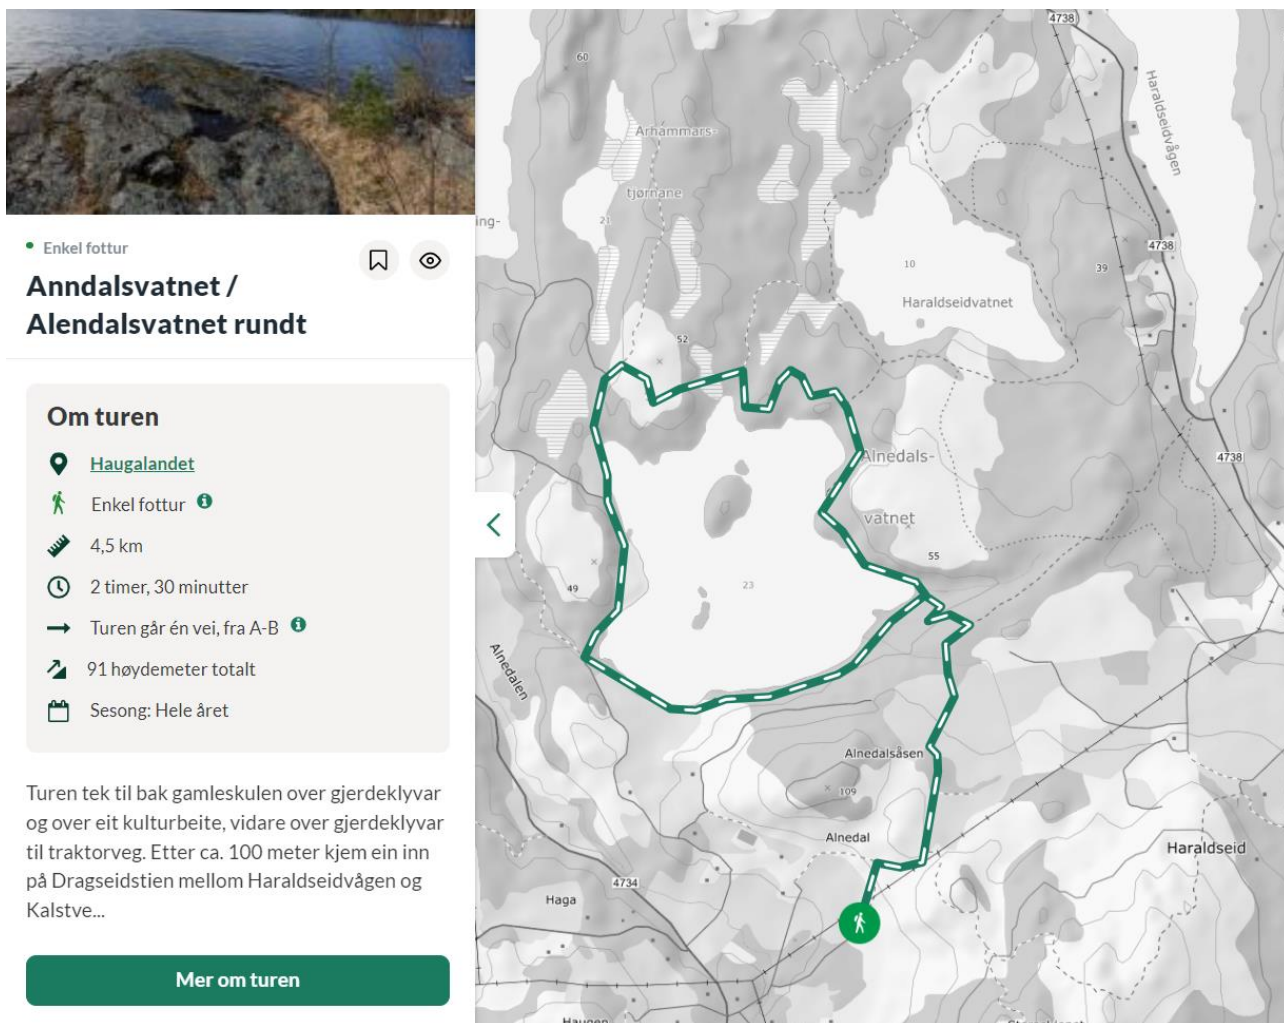 Enkel fottur
Anndalsvatnet /
Alendalsvatnet rundt
Om turen
Haugalandet
Enkel fottur
4,5 km
2 timer, 30 minutter
Turen går én vei, fra A-B
91 høydemeter totalt
Sesong: Hele året
Turen tek til bak gamleskulen over gjerdeklyvar
og over eit kulturbeite, vidare over gjerdeklyvar
til traktorveg. Etter ca. 100 meter kjem ein inn
på Dragseidstien mellom Haraldseidvågen og
Kalstve...
Mer om turen
4738
60
Haraldseidvågen
Arhammars-
tjørnane
21
ing-
4738
10
39
Haraldseidvatnet
52
Alnedals-
4738
vatnet
55
23
49
Alnedalen
Alnedalsåsen
109
Alnedal
Haraldseid
4734
Haga
Haugen